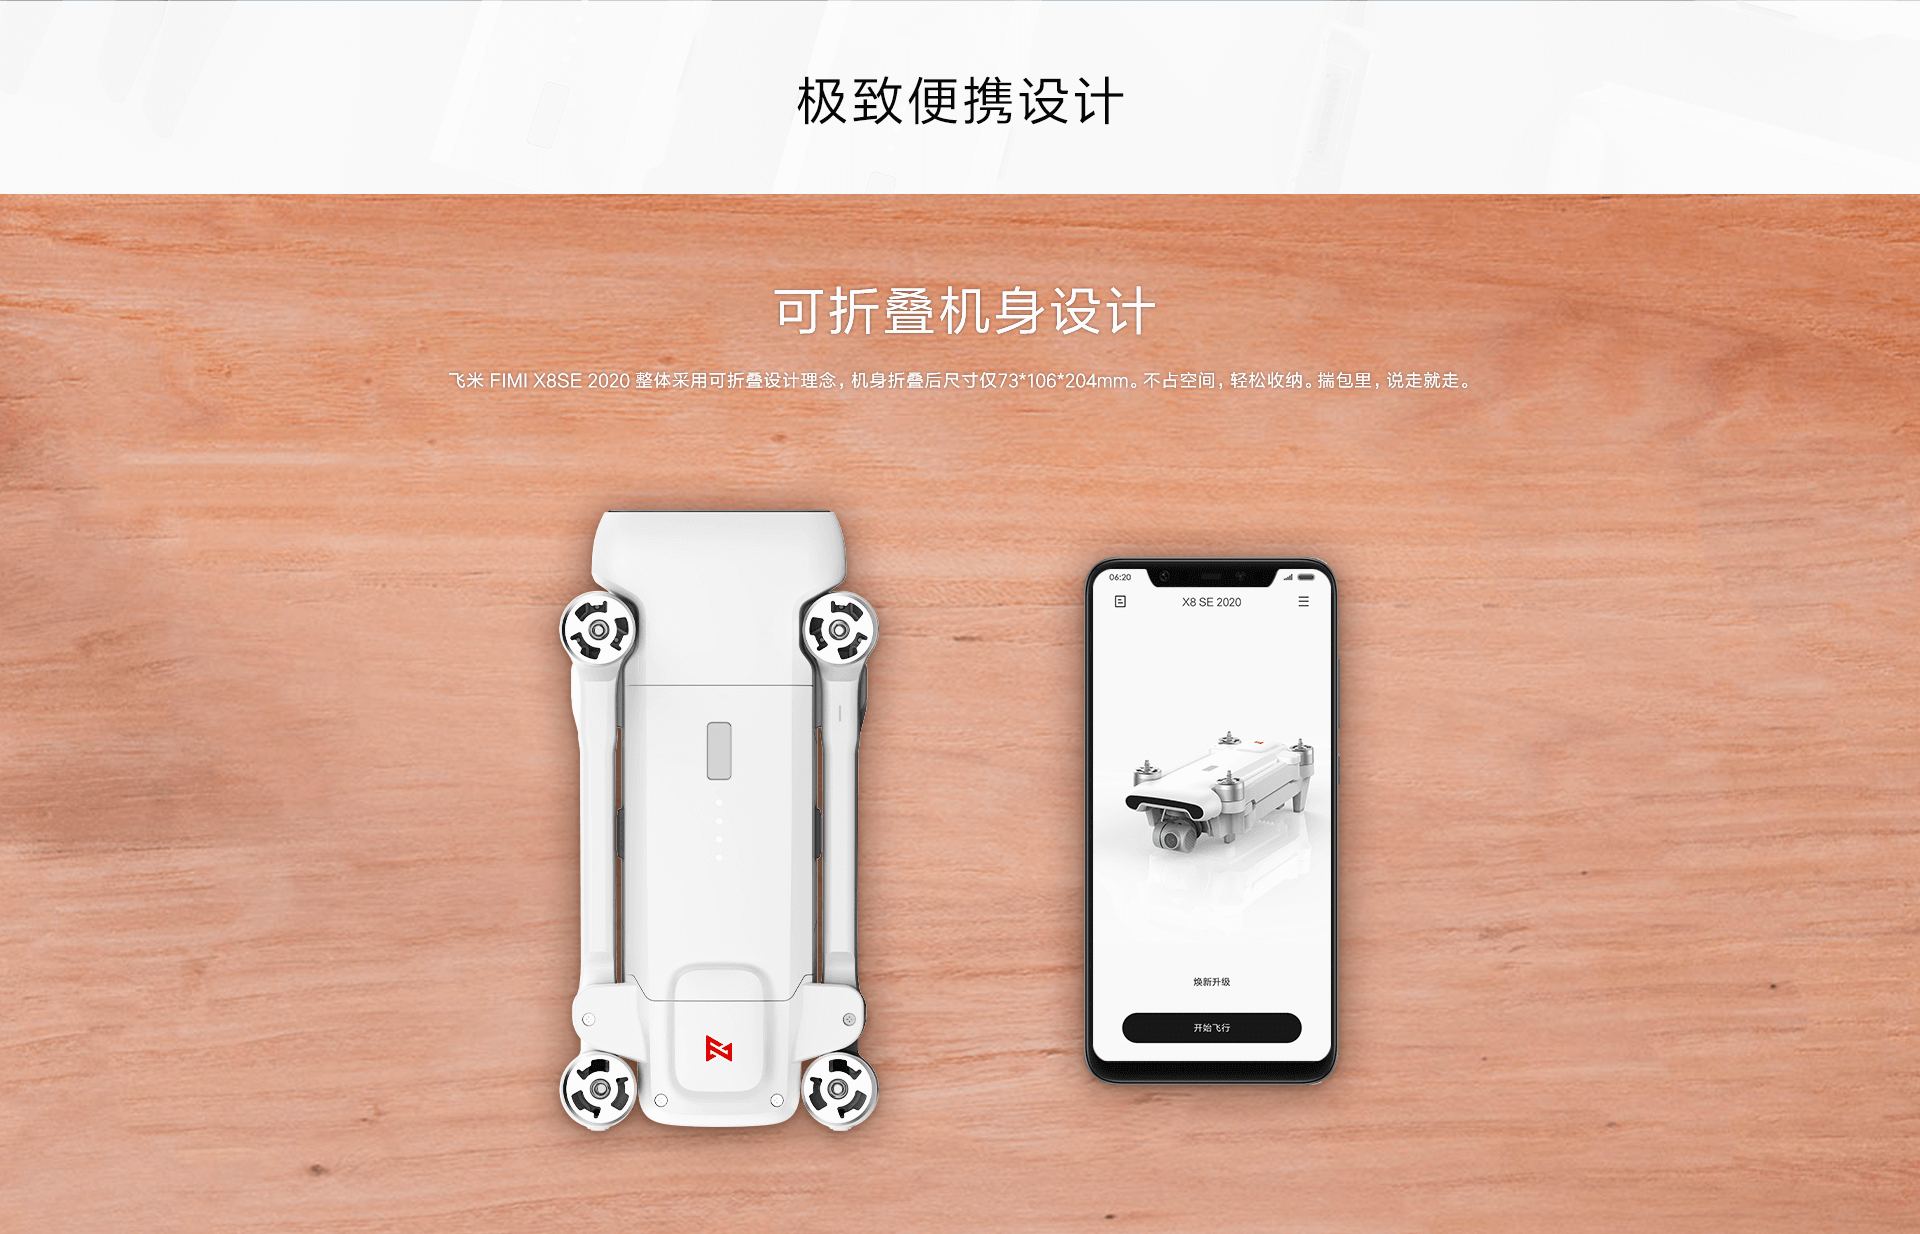 极致便携设计
可折叠机身设计
飞米 FIMI X8SE 2020 整体采用可折叠设计理念，机身折叠后尺寸仅73*106*204mm。不占空间，轻松收纳。揣包里，说走就走。
06:20
X8 SE 2020
焕新升级
开始飞行